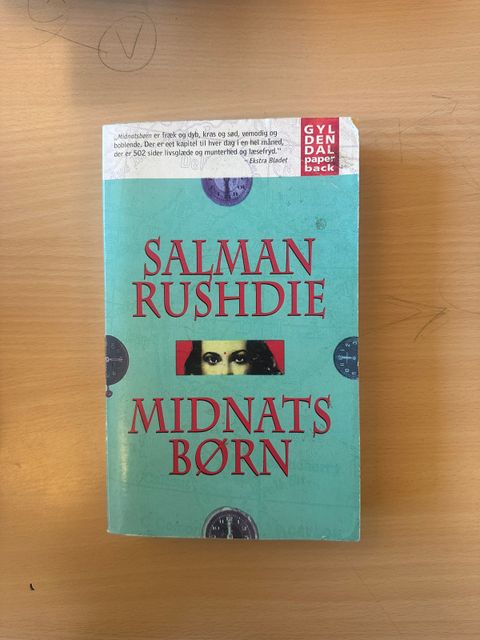 V
„Midnatsbørn er fræk og dyb, kras og sød, vemodig og
boblende. Der er eet kapitel til hver dag i en hel måned,
der er 502 sider livsglæde og munterhed og læsefryd.“
– Ekstra Bladet
GYL
DEN
DAL
paper
back
SALMAN
RUSHDIE
MIDNATS
BØRN